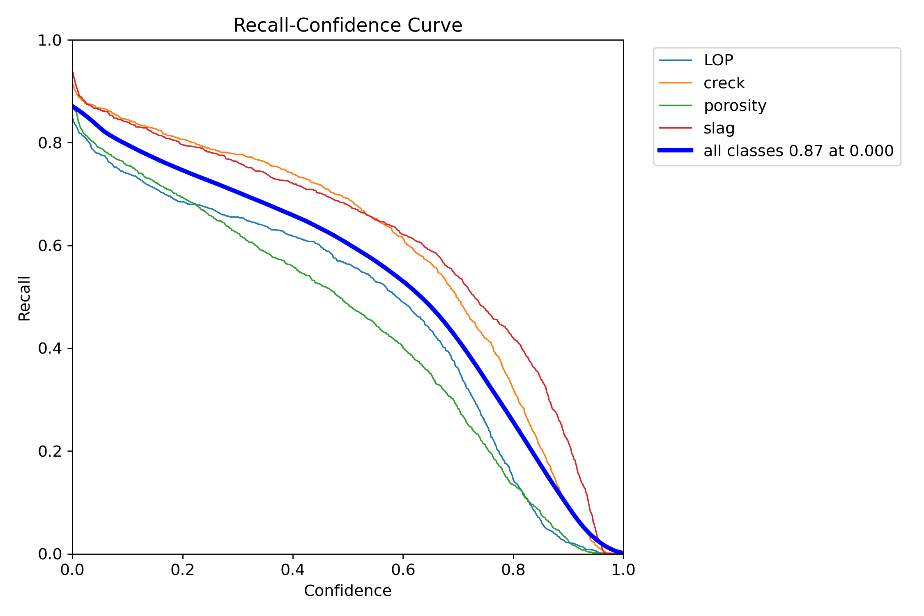 Recall-Confidence Curve
1.0
0.8
0.6
0.4
0.2
0.0
Recall
0.0 0.2 0.4 0.6 0.8 1.0
Confidence
LOP
creck
porosity
slag
all classes 0.87 at 0.000